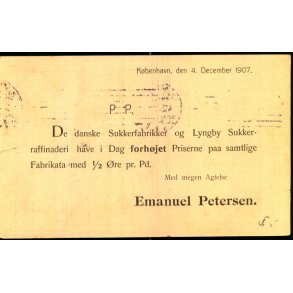 København, den 4. December 1907.
P. P.
De danske Sukkerfabrikker og Lyngby Sukker-
raffinaderi have i Dag forhøjet Priserne paa samtlige
Fabrikata med ½ Øre pr. Pd.
Med megen Agtelse
Emanuel Petersen.
5.-